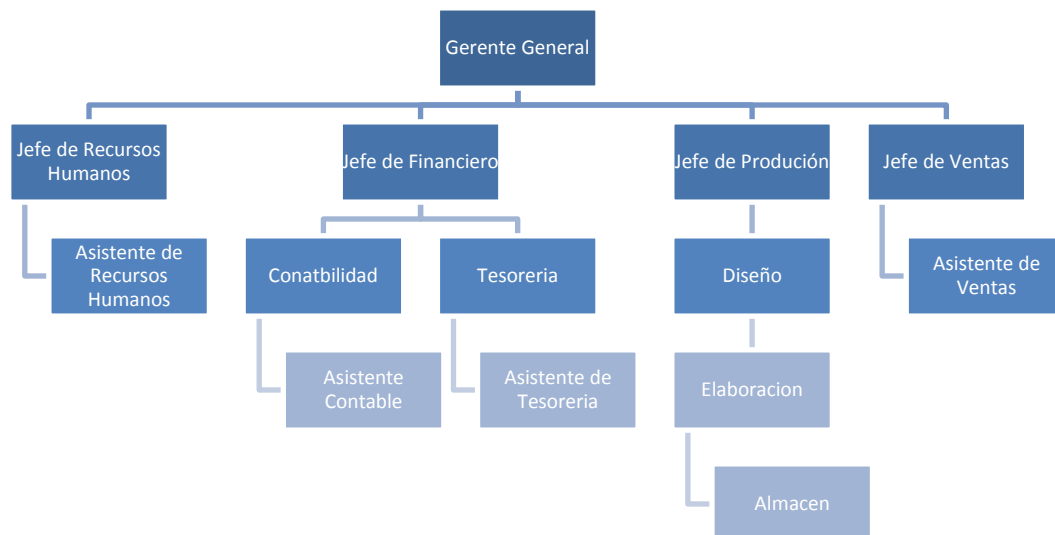 Gerente General
Jefe de Recursos
Humanos
Jefe de Financiero
Jefe de Produción
Jefe de Ventas
Asistente de
Recursos
Humanos
Conatbilidad
Tesoreria
Diseño
Asistente de
Ventas
Asistente
Contable
Asistente de
Tesoreria
Elaboracion
Almacen